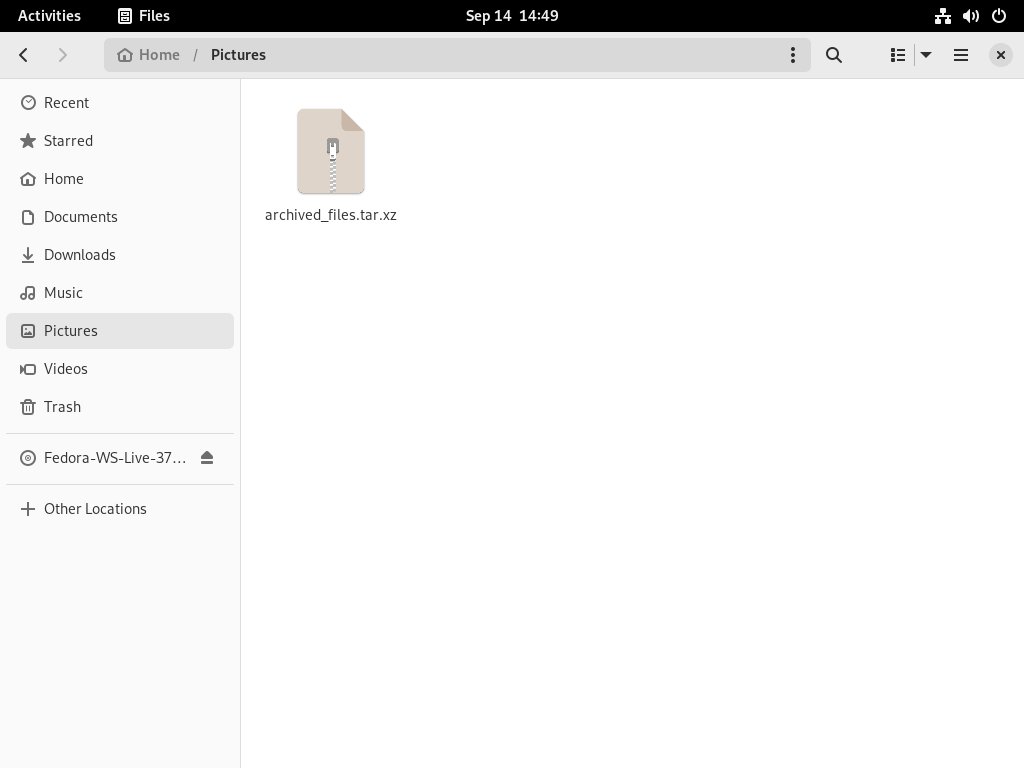 Activities Files Sep 14 14:49
Home / Pictures
Recent
Starred
Home
Documents
Downloads
Music
Pictures
Videos
Trash
Fedora-WS-Live-37…
Other Locations
archived_files.tar.xz